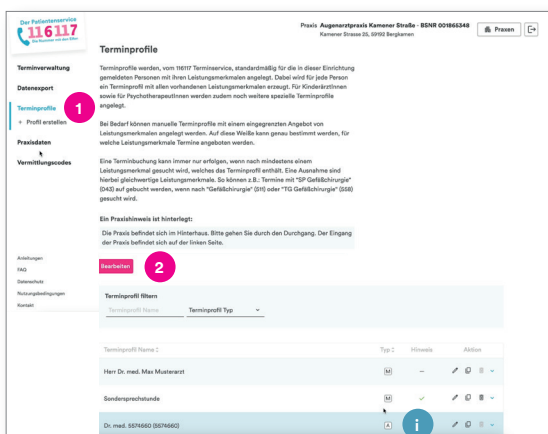 Der Patientenservice
116117
Die Nummer mit den Elfen
Praxis Augenarztpraxis Kamener Straße - BSNR 001865348
Kamener Strasse 25, 59192 Bergkamen
Praxen
Terminprofile
Terminverwaltung
Datenexport
Terminprofile
+ Profil erstellen
Praxisdaten
Vermittlungscodes
1
Terminprofile werden, vom 116117 Terminservice, standardmäßig für die in dieser Einrichtung
gemeldeten Personen mit ihren Leistungsmerkmalen angelegt. Dabei wird für jede Person
ein Terminprofil mit allen vorhandenen Leistungsmerkmalen erzeugt. Für KinderärztInnen
sowie für PsychotherapeutInnen werden zudem noch weitere spezielle Terminprofile
angelegt.
Bei Bedarf können manuelle Terminprofile mit einem eingegrenzten Angebot von
Leistungsmerkmalen angelegt werden. Auf diese Weiße kann genau bestimmt werden, für
welche Leistungsmerkmale Termine angeboten werden.
Eine Terminbuchung kann immer nur erfolgen, wenn nach mindestens einem
Leistungsmerkmal gesucht wird, welches das Terminprofil enthält. Eine Ausnahme sind
hierbei gleichwertige Leistungsmerkmale. So können z.B.: Termine mit "SP Gefäßchirurgie"
(043) auf gebucht werden, wenn nach "Gefäßchirurgie" (511) oder "TG Gefäßchirurgie" (558)
gesucht wird.
Ein Praxishinweis ist hinterlegt:
Die Praxis befindet sich im Hinterhaus. Bitte gehen Sie durch den Durchgang. Der Eingang
der Praxis befindet sich auf der linken Seite.
Bearbeiten
2
Anleitungen
FAQ
Datenschutz
Nutzungsbedingungen
Kontakt
Terminprofil filtern
Terminprofil Name
Terminprofil Typ
Terminprofil Name
Typ
Hinweis
Aktion
Herr Dr. med. Max Musterarzt
M
–
Sondersprechstunde
M
Dr. med. 5574660 (5574660)
A
i